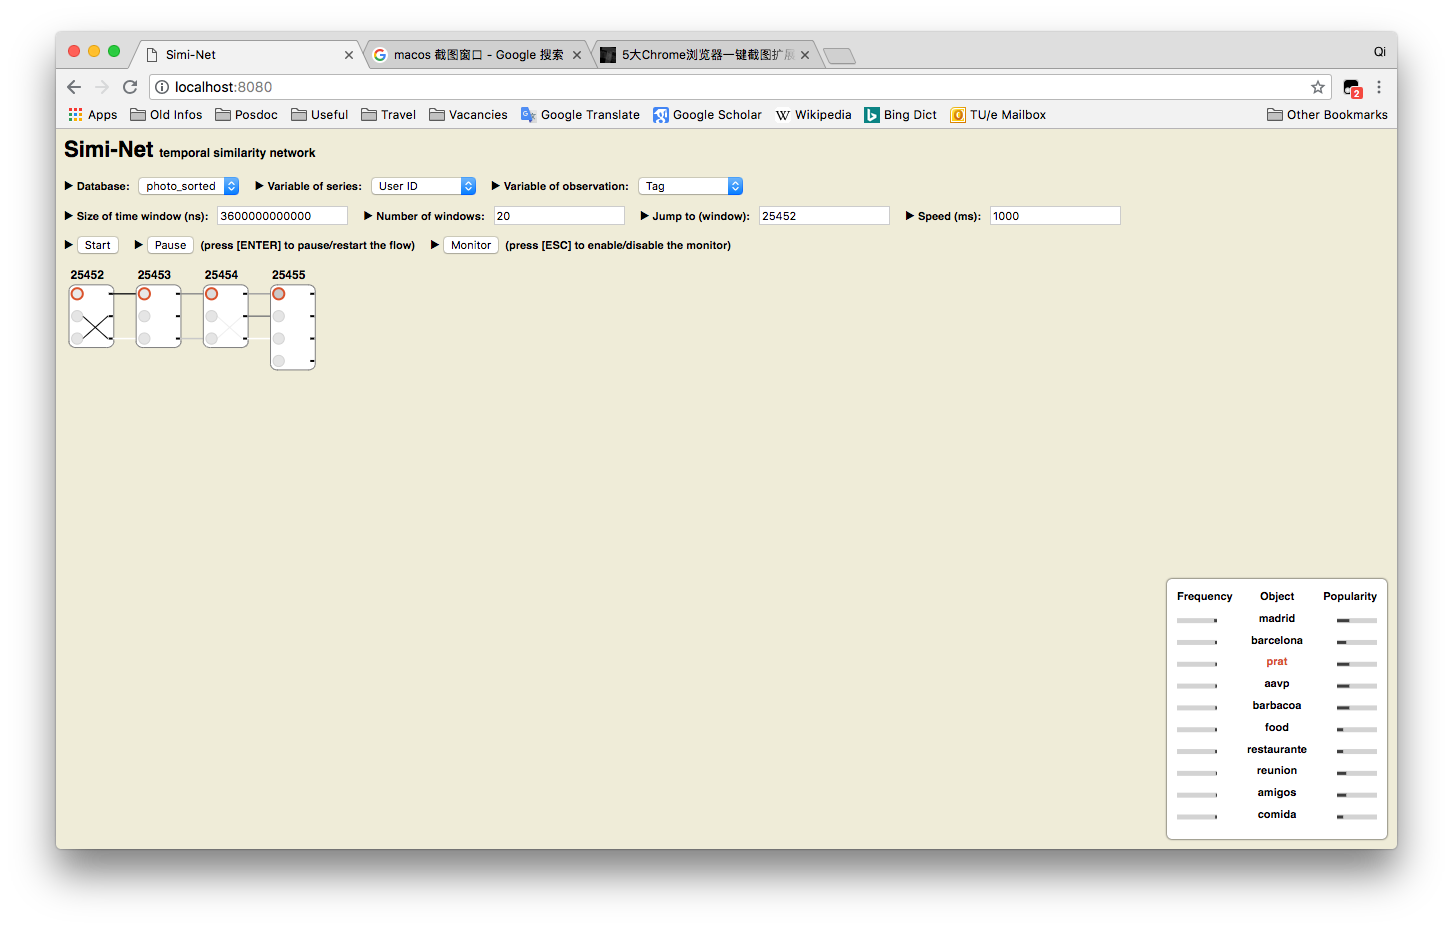 Simi-Net
macos 截图窗口 - Google 搜索
5大Chrome浏览器一键截图扩展
Qi
localhost:8080
2
Apps Old Infos Posdoc Useful Travel Vacancies Google Translate Google Scholar Wikipedia Bing Dict TU/e Mailbox Other Bookmarks
Simi-Net temporal similarity network
Database: photo_sorted Variable of series: User ID Variable of observation: Tag
Size of time window (ns): 3600000000000 Number of windows: 20 Jump to (window): 25452 Speed (ms): 1000
Start Pause (press [ENTER] to pause/restart the flow) Monitor (press [ESC] to enable/disable the monitor)
25452 25453 25454 25455
Frequency Object Popularity
madrid
barcelona
prat
aavp
barbacoa
food
restaurante
reunion
amigos
comida